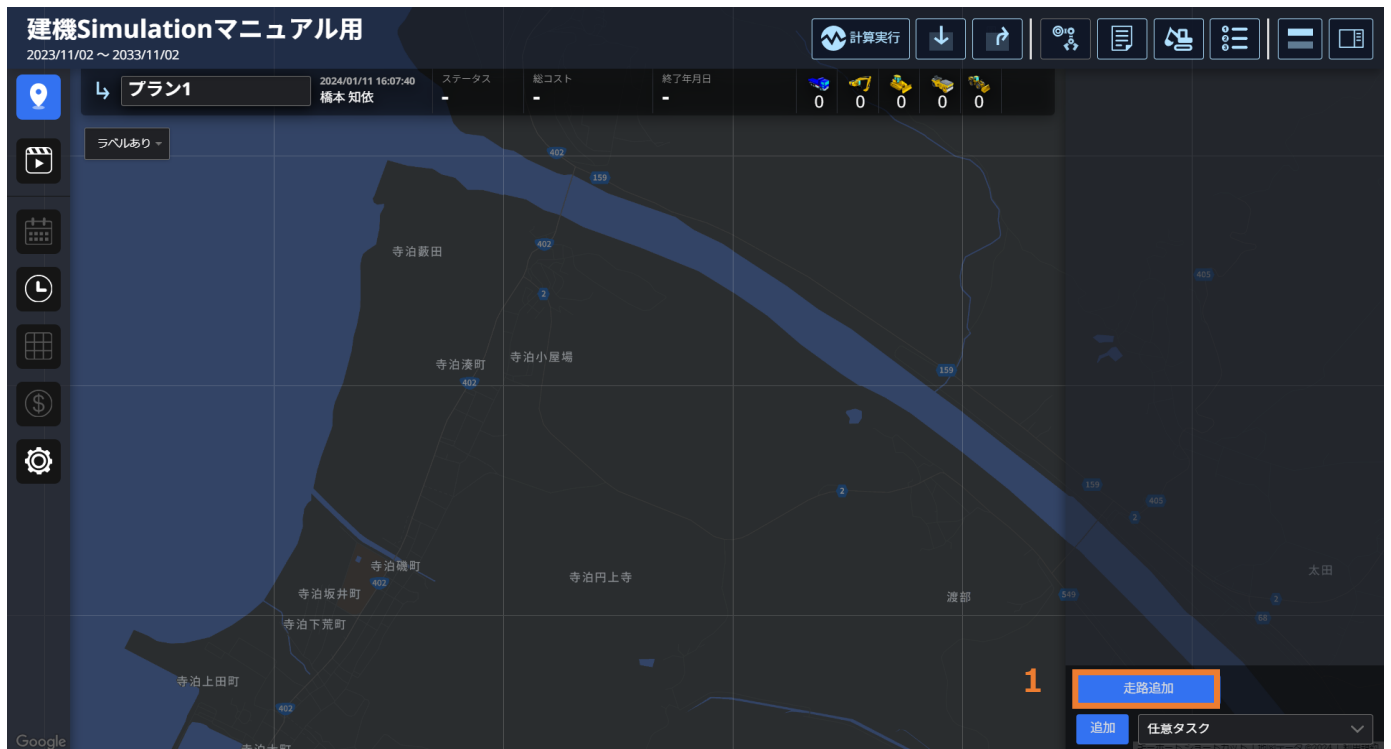 建機Simulationマニュアル用
2023/11/02 ～ 2033/11/02
計算実行
プラン1
2024/01/11 16:07:40
橋本 知依
ステータス
-
総コスト
-
終了年月日
-
0 0 0 0 0
ラベルあり
402
159
寺泊藪田
402
405
2
寺泊湊町
寺泊小屋場
402
159
2
159
405
2
寺泊磯町
402
寺泊円上寺
太田
寺泊坂井町
渡部
549
2
寺泊下荒町
58
寺泊上田町
402
1
走路追加
追加
任意タスク
Google